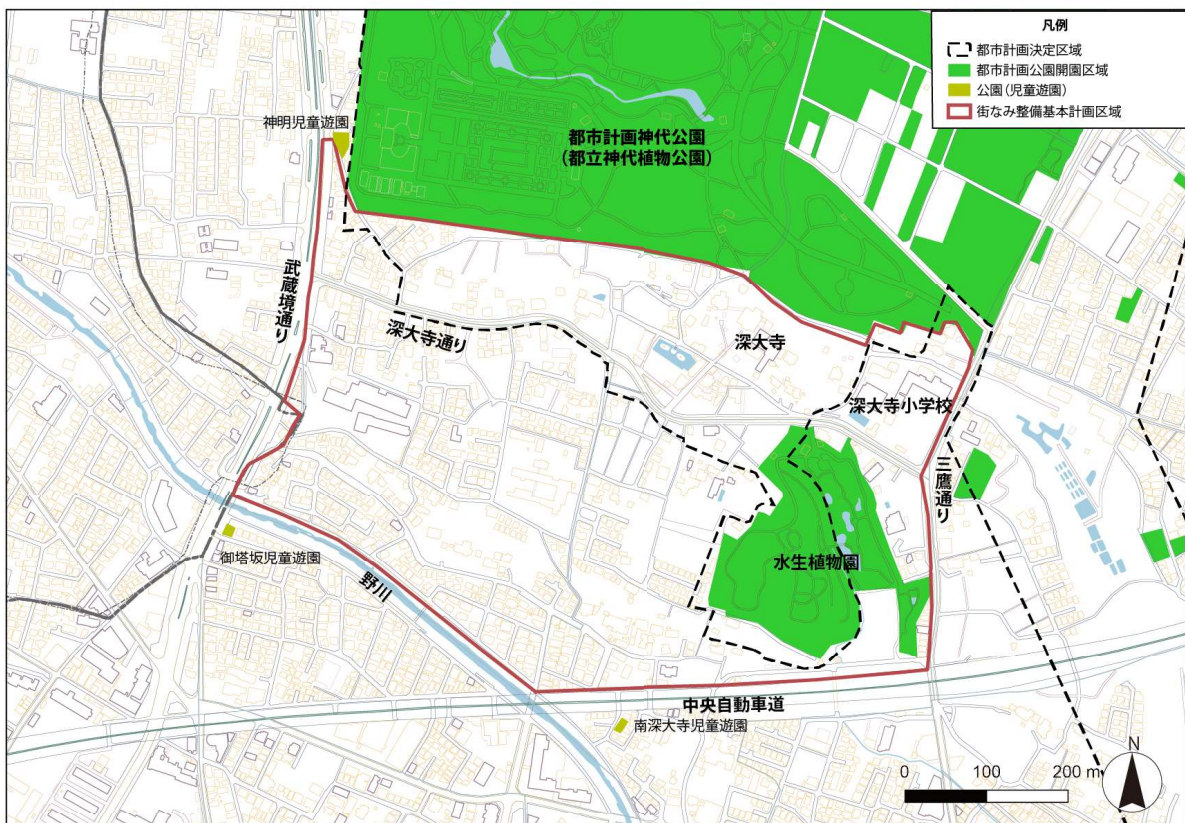 凡例
都市計画決定区域
都市計画公園開園区域
公園(児童遊園)
街なみ整備基本計画区域
神明児童遊園
都市計画神代公園
(都立神代植物公園)
武蔵境通り
深大寺通り
深大寺
深大寺小学校
三鷹通り
水生植物園
御塔坂児童遊園
野川
中央自動車道
南深大寺児童遊園
N
0 100 200 m